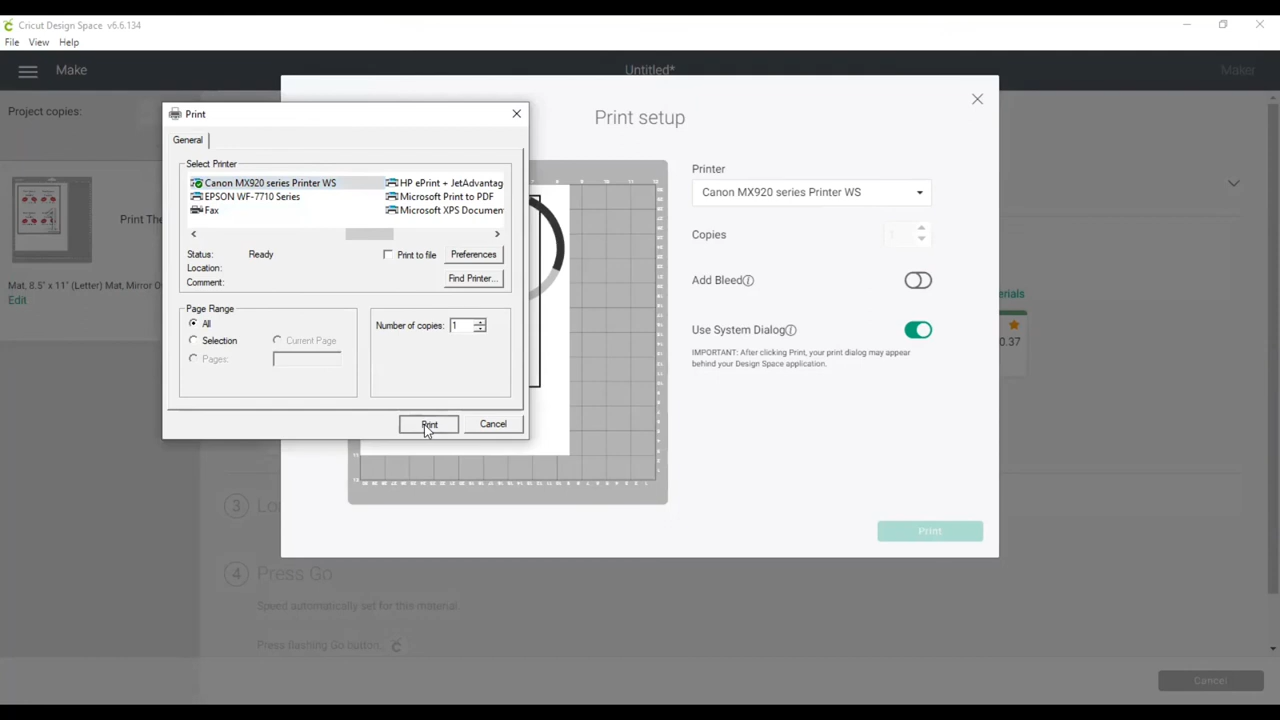 Cricut Design Space v6.6.134
File View Help
Make
Untitled*
Maker
Project copies:
Print The
Mat, 8.5" x 11" (Letter) Mat, Mirror O
Edit
Print setup
Printer
Canon MX920 series Printer WS
Copies
1
Add Bleed
Use System Dialog
IMPORTANT: After clicking Print, your print dialog may appear
behind your Design Space application.
Print
erials
0.37
Print
General
Select Printer
Canon MX920 series Printer WS
HP ePrint + JetAdvantag
EPSON WF-7710 Series
Microsoft Print to PDF
Fax
Microsoft XPS Documen
Status: Ready
Print to file
Preferences
Location:
Comment:
Find Printer...
Page Range
All
Selection
Current Page
Pages:
Number of copies: 1
Print
Cancel
3 Lo
4 Press Go
Speed automatically set for this material.
Press flashing Go button.
Cancel